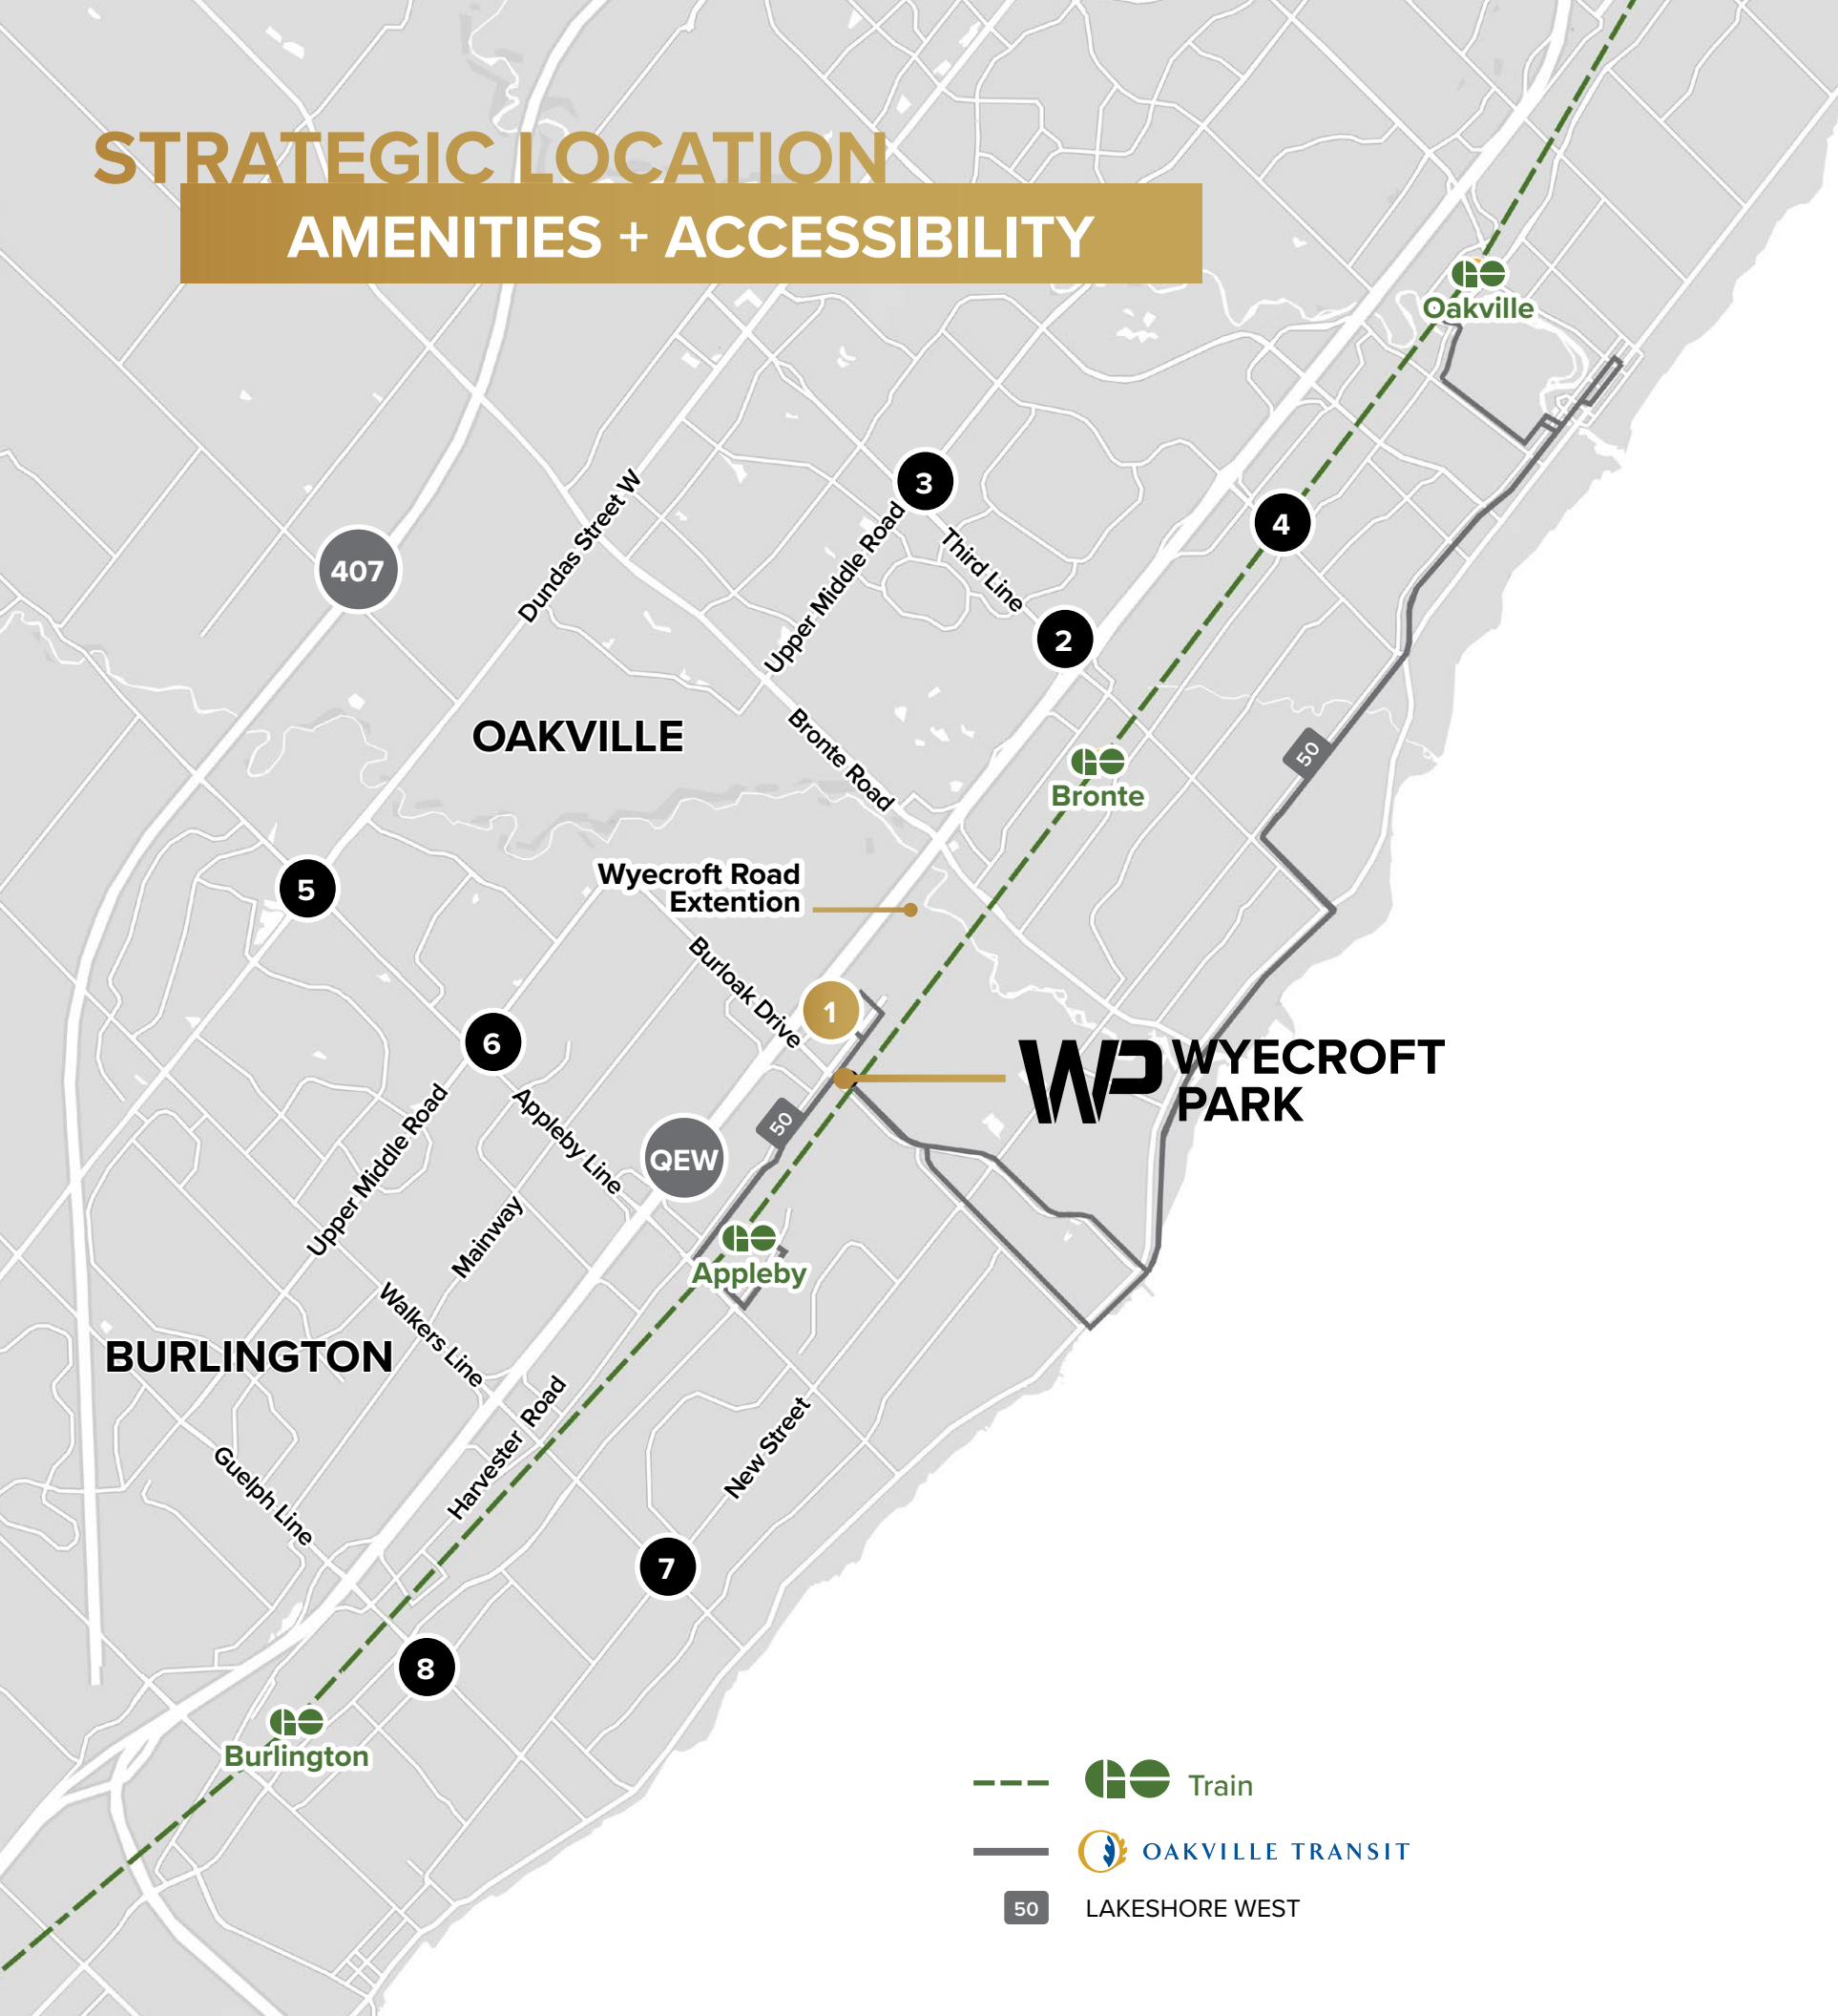 STRATEGIC LOCATION
AMENITIES + ACCESSIBILITY
Oakville
3
4
407
Dundas Street W
Upper Middle Road
Third Line
2
OAKVILLE
Bronte Road
50
Bronte
5
Wyecroft Road
Extention
Burloak Drive
1
6
WP WYECROFT
PARK
Upper Middle Road
Appleby Line
50
QEW
Mainway
Appleby
Walkers Line
BURLINGTON
Harvester Road
New Street
Guelph Line
7
8
Burlington
GO Train
OAKVILLE TRANSIT
50 LAKESHORE WEST